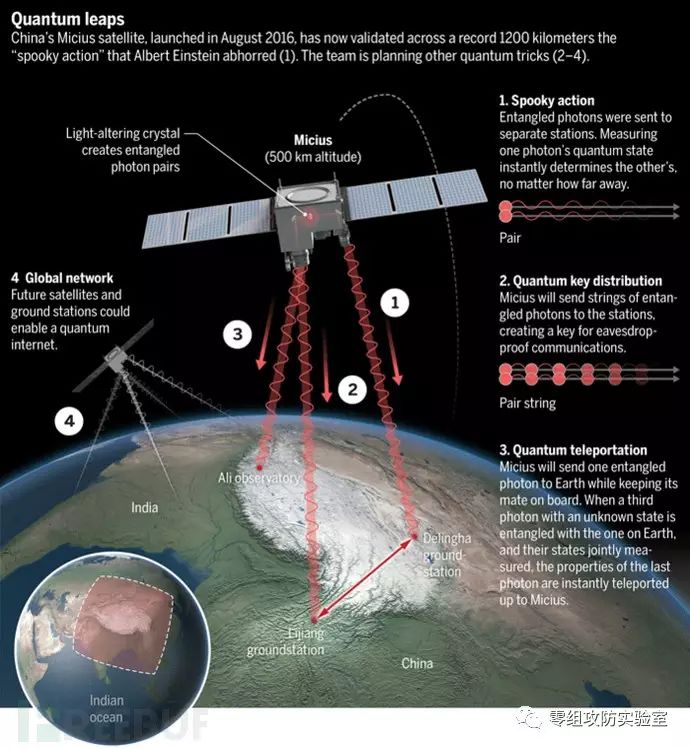 Quantum leaps
China's Micius satellite, launched in August 2016, has now validated across a record 1200 kilometers the
“spooky action” that Albert Einstein abhorred (1). The team is planning other quantum tricks (2–4).
Light-altering crystal
creates entangled
photon pairs
Micius
(500 km altitude)
1. Spooky action
Entangled photons were sent to
separate stations. Measuring
one photon's quantum state
instantly determines the other's,
no matter how far away.
Pair
2. Quantum key distribution
Micius will send strings of entan-
gled photons to the stations,
creating a key for eavesdrop-
proof communications.
Pair string
3. Quantum teleportation
Micius will send one entangled
photon to Earth while keeping its
mate on board. When a third
photon with an unknown state is
entangled with the one on Earth,
and their states jointly mea-
sured, the properties of the last
photon are instantly teleported
up to Micius.
4 Global network
Future satellites and
ground stations could
enable a quantum
internet.
1
3
2
4
Ali observatory
India
Delingha
ground-
station
Lijiang
groundstation
China
Indian
ocean
FREEBUF
零组攻防实验室